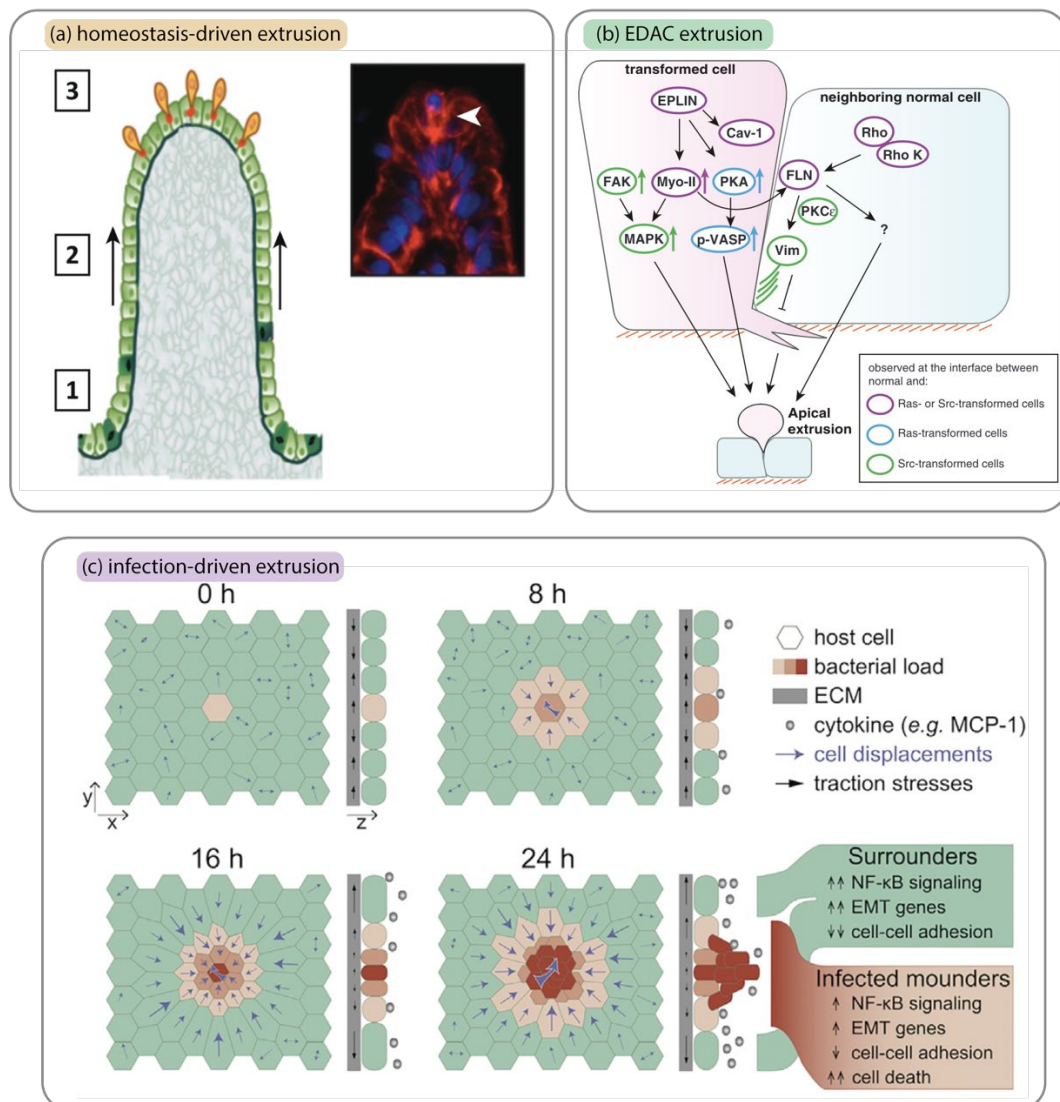 (a) homeostasis-driven extrusion
3
2
1
(b) EDAC extrusion
transformed cell
neighboring normal cell
EPLIN
Cav-1
Rho
Rho K
FAK
Myo-II
PKA
FLN
PKCε
?
MAPK
p-VASP
Vim
Apical
extrusion
observed at the interface between
normal and:
Ras- or Src-transformed cells
Ras-transformed cells
Src-transformed cells
(c) infection-driven extrusion
0 h
8 h
y
x
z
host cell
bacterial load
ECM
cytokine (e.g. MCP-1)
cell displacements
traction stresses
16 h
24 h
Surrounders
↑↑ NF-κB signaling
↑↑ EMT genes
↓↓ cell-cell adhesion
Infected mounders
↑ NF-κB signaling
↑ EMT genes
↓ cell-cell adhesion
↑↑ cell death